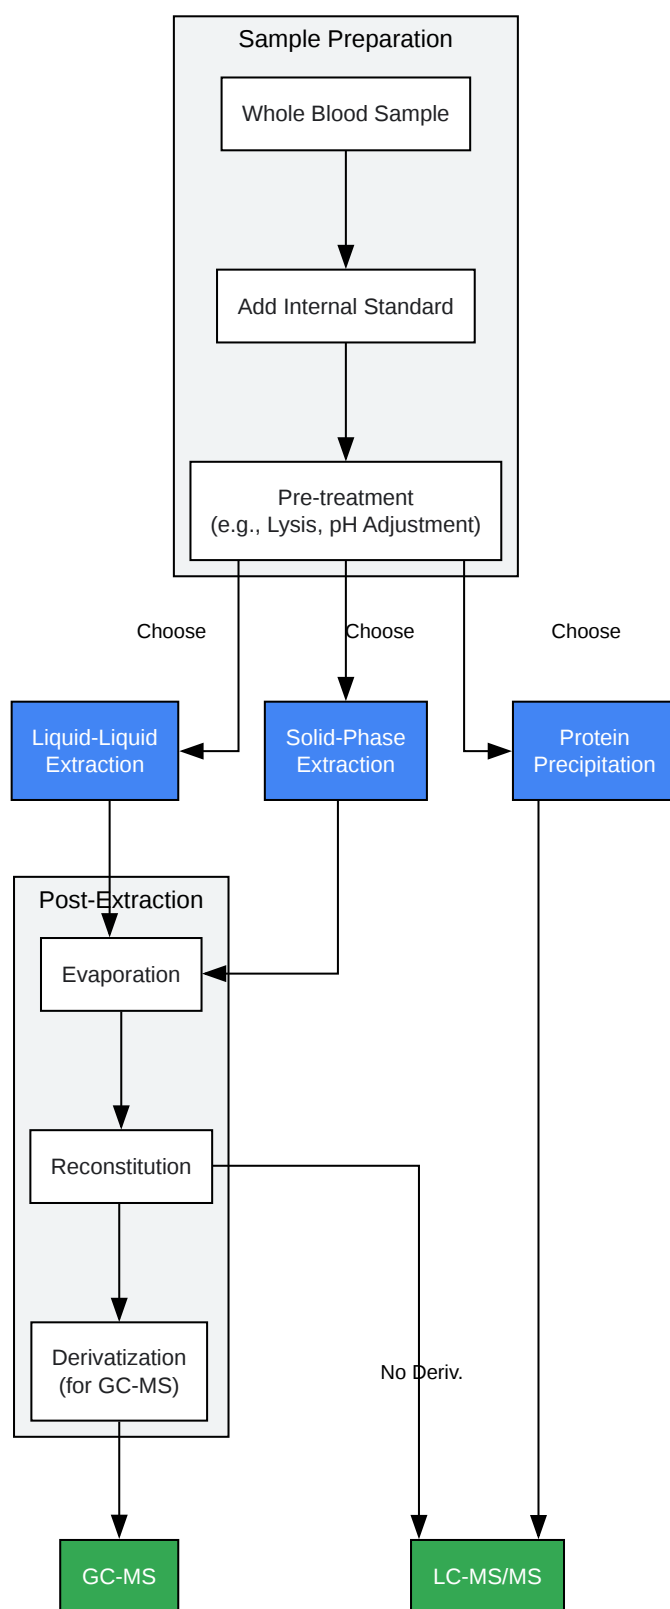 Sample Preparation
Whole Blood Sample
Add Internal Standard
Pre-treatment
(e.g., Lysis, pH Adjustment)
Choose
Choose
Choose
Liquid-Liquid
Extraction
Solid-Phase
Extraction
Protein
Precipitation
Post-Extraction
Evaporation
Reconstitution
Derivatization
(for GC-MS)
No Deriv.
GC-MS
LC-MS/MS